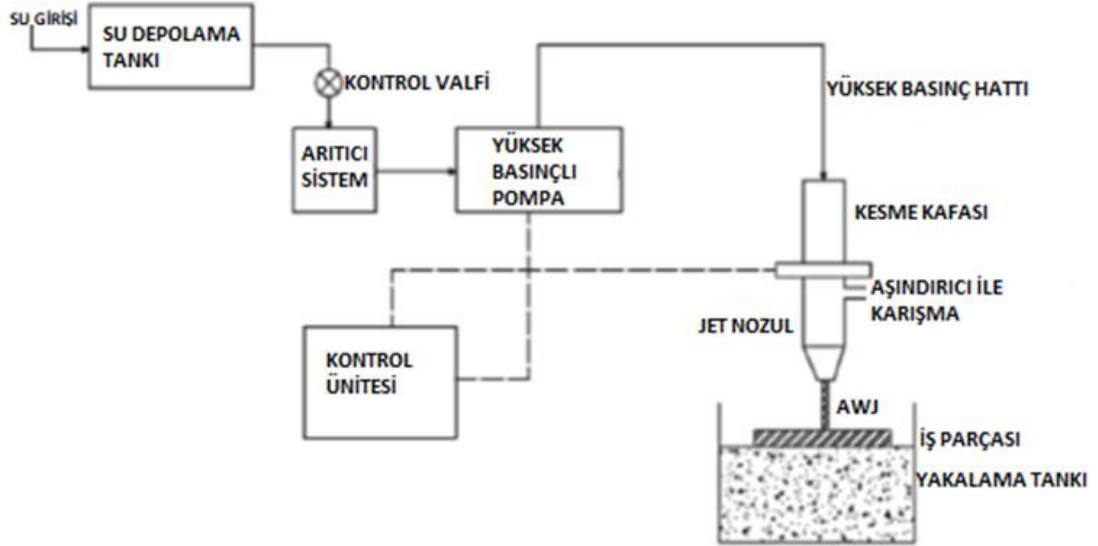 SU GİRİŞİ
SU DEPOLAMA
TANKI
KONTROL VALFİ
YÜKSEK BASINÇ HATTI
ARITICI
SİSTEM
YÜKSEK
BASINÇLI
POMPA
KESME KAFASI
AŞINDIRICI İLE
KARIŞMA
JET NOZUL
KONTROL
ÜNİTESİ
AWJ
İŞ PARÇASI
YAKALAMA TANKI